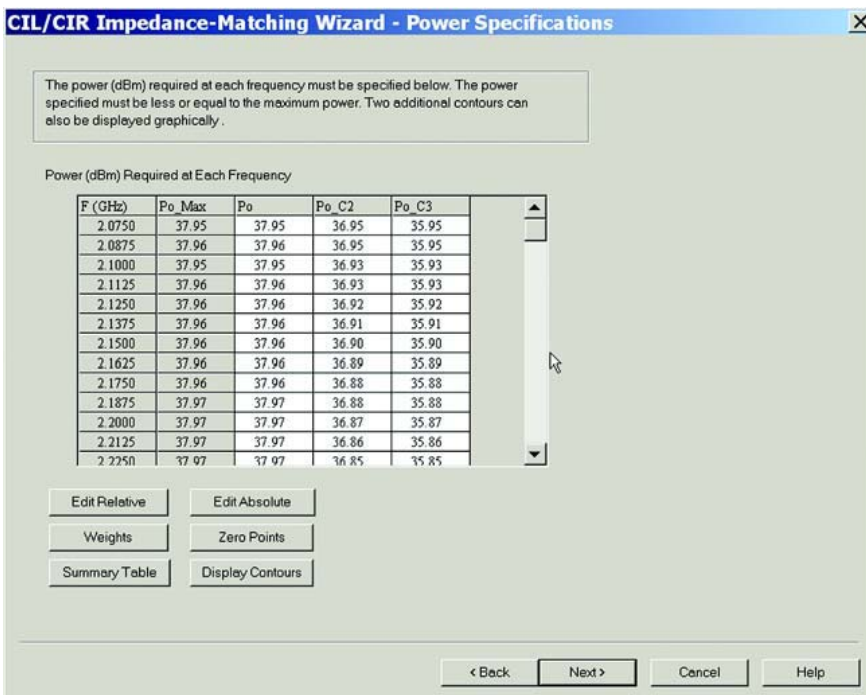 CIL/CIR Impedance-Matching Wizard - Power Specifications
The power (dBm) required at each frequency must be specified below. The power
specified must be less or equal to the maximum power. Two additional contours can
also be displayed graphically .
Power (dBm) Required at Each Frequency
F (GHz) Po_Max Po Po_C2 Po_C3
2.0750 37.95 37.95 36.95 35.95
2.0875 37.96 37.96 36.95 35.95
2.1000 37.95 37.95 36.93 35.93
2.1125 37.96 37.96 36.93 35.93
2.1250 37.96 37.96 36.92 35.92
2.1375 37.96 37.96 36.91 35.91
2.1500 37.96 37.96 36.90 35.90
2.1625 37.96 37.96 36.89 35.89
2.1750 37.96 37.96 36.88 35.88
2.1875 37.97 37.97 36.88 35.88
2.2000 37.97 37.97 36.87 35.87
2.2125 37.97 37.97 36.86 35.86
2.2250 37.97 37.97 36.85 35.85
Edit Relative Edit Absolute
Weights Zero Points
Summary Table Display Contours
< Back Next > Cancel Help